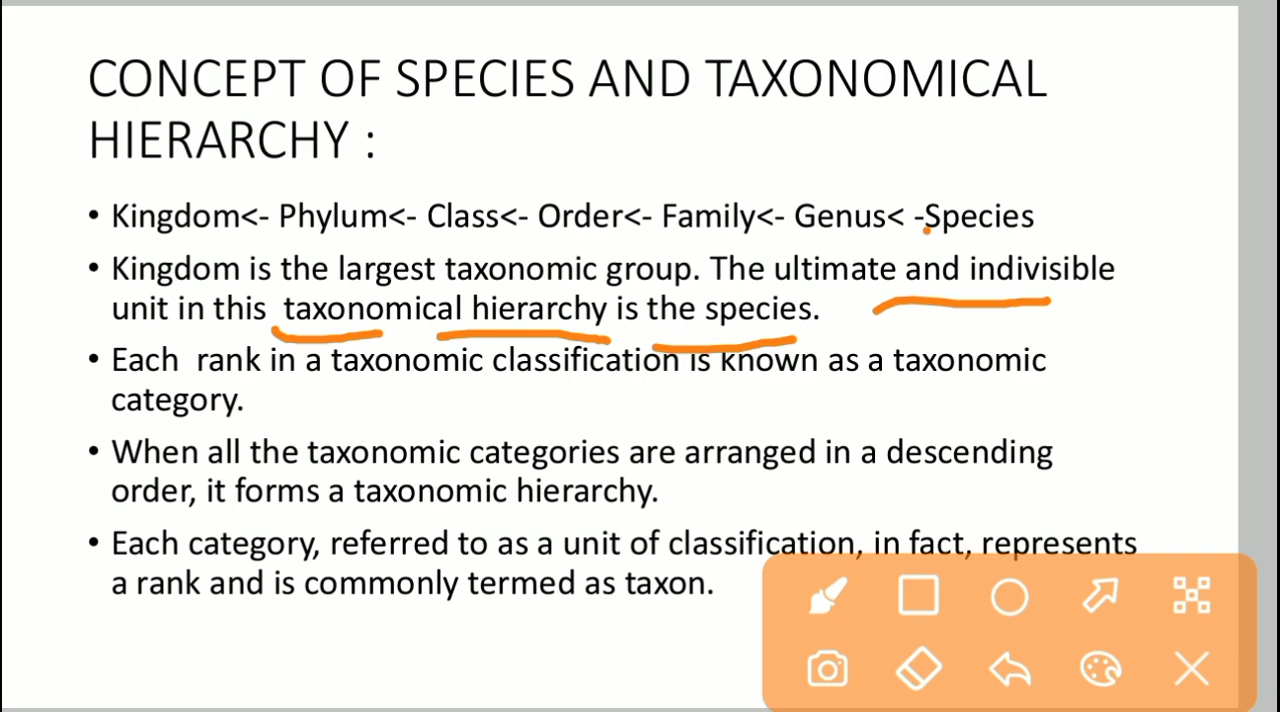 CONCEPT OF SPECIES AND TAXONOMICAL
HIERARCHY :
• Kingdom<- Phylum<- Class<- Order<- Family<- Genus< -Species
• Kingdom is the largest taxonomic group. The ultimate and indivisible
unit in this taxonomical hierarchy is the species.
• Each rank in a taxonomic classification is known as a taxonomic
category.
• When all the taxonomic categories are arranged in a descending
order, it forms a taxonomic hierarchy.
• Each category, referred to as a unit of classification, in fact, represents
a rank and is commonly termed as taxon.